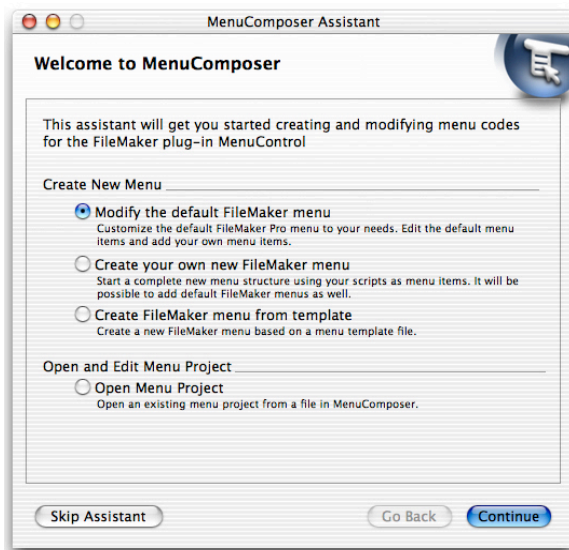 MenuComposer Assistant
Welcome to MenuComposer
This assistant will get you started creating and modifying menu codes
for the FileMaker plug-in MenuControl
Create New Menu
Modify the default FileMaker menu
Customize the default FileMaker Pro menu to your needs. Edit the default menu
items and add your own menu items.
Create your own new FileMaker menu
Start a complete new menu structure using your scripts as menu items. It will be
possible to add default FileMaker menus as well.
Create FileMaker menu from template
Create a new FileMaker menu based on a menu template file.
Open and Edit Menu Project
Open Menu Project
Open an existing menu project from a file in MenuComposer.
Skip Assistant
Go Back
Continue